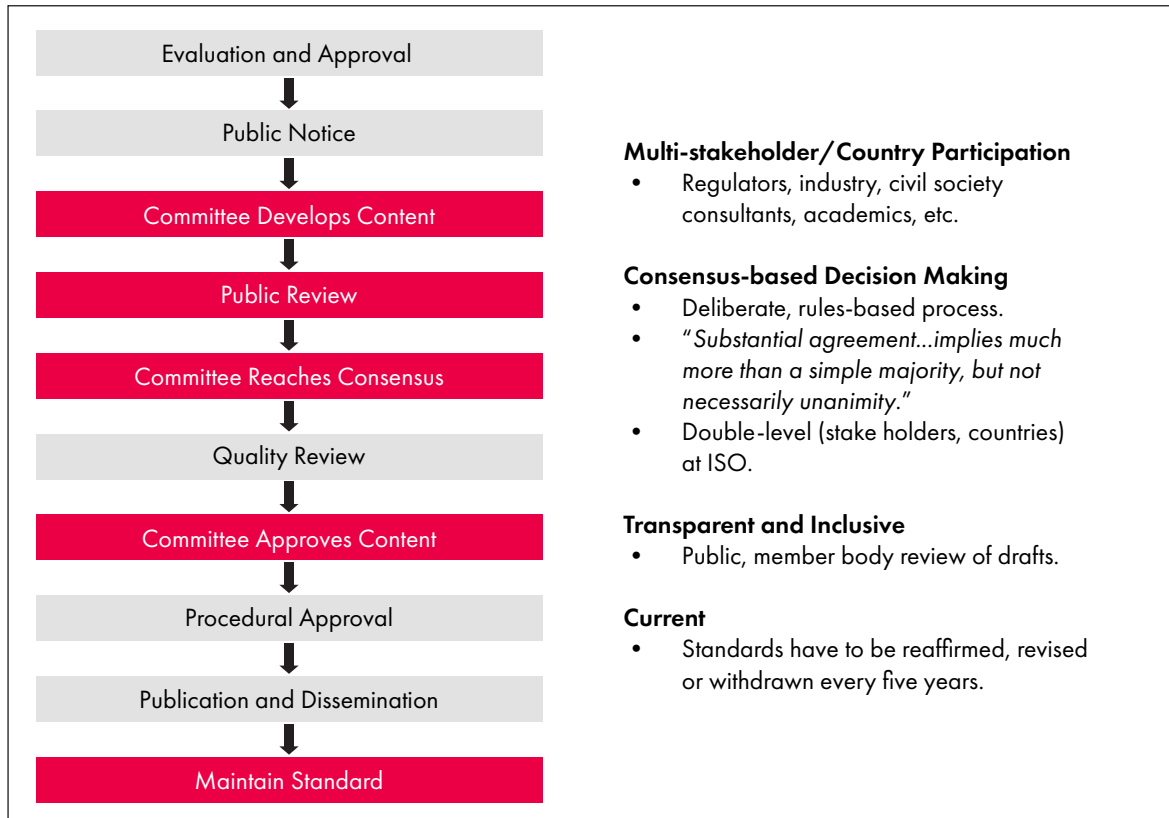 Evaluation and Approval
Public Notice
Committee Develops Content
Public Review
Committee Reaches Consensus
Quality Review
Committee Approves Content
Procedural Approval
Publication and Dissemination
Maintain Standard
Multi-stakeholder/Country Participation
• Regulators, industry, civil society
consultants, academics, etc.
Consensus-based Decision Making
• Deliberate, rules-based process.
• "Substantial agreement...implies much
more than a simple majority, but not
necessarily unanimity."
• Double-level (stake holders, countries)
at ISO.
Transparent and Inclusive
• Public, member body review of drafts.
Current
• Standards have to be reaffirmed, revised
or withdrawn every five years.